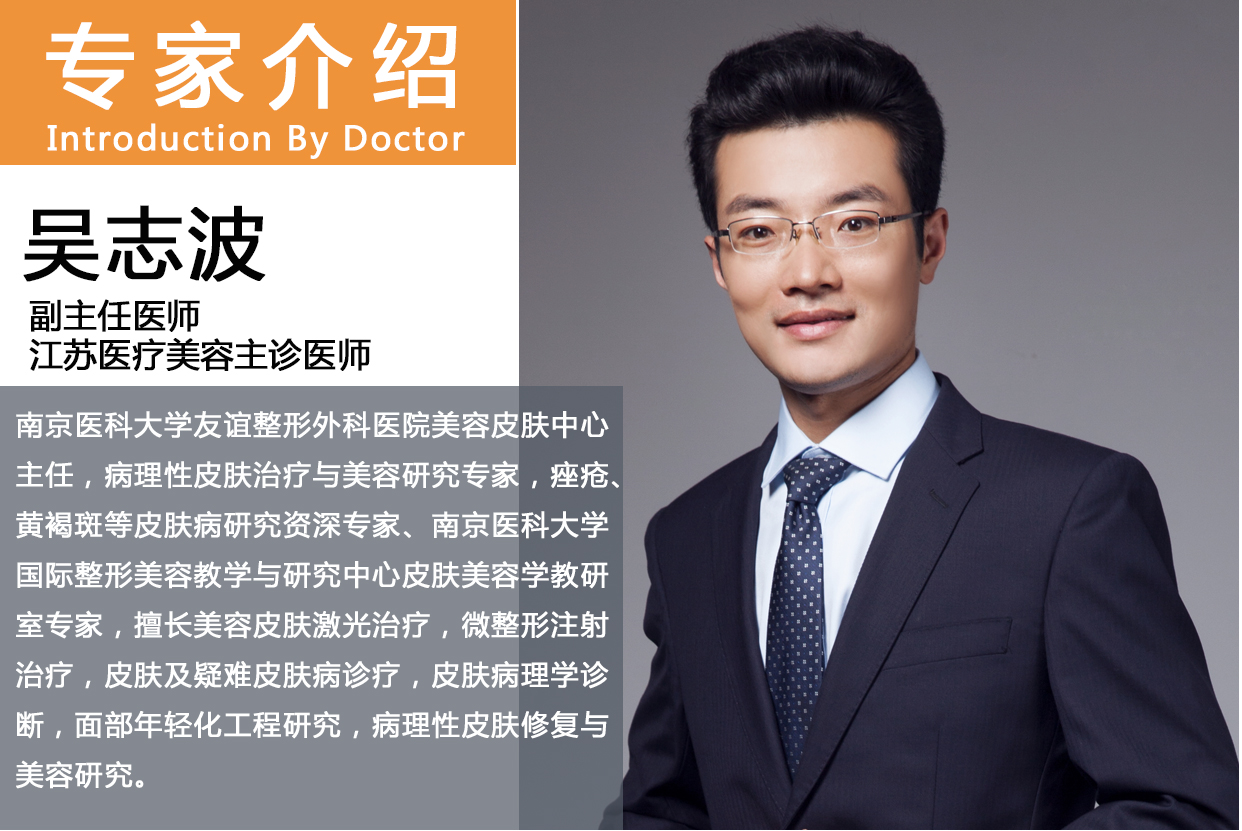 专家介绍
Introduction By Doctor
吴志波
副主任医师
江苏医疗美容主诊医师
南京医科大学友谊整形外科医院美容皮肤中心
主任，病理性皮肤治疗与美容研究专家，痤疮、
黄褐斑等皮肤病研究资深专家、南京医科大学
国际整形美容教学与研究中心皮肤美容学教研
室专家，擅长美容皮肤激光治疗，微整形注射
治疗，皮肤及疑难皮肤病诊疗，皮肤病理学诊
断，面部年轻化工程研究，病理性皮肤修复与
美容研究。